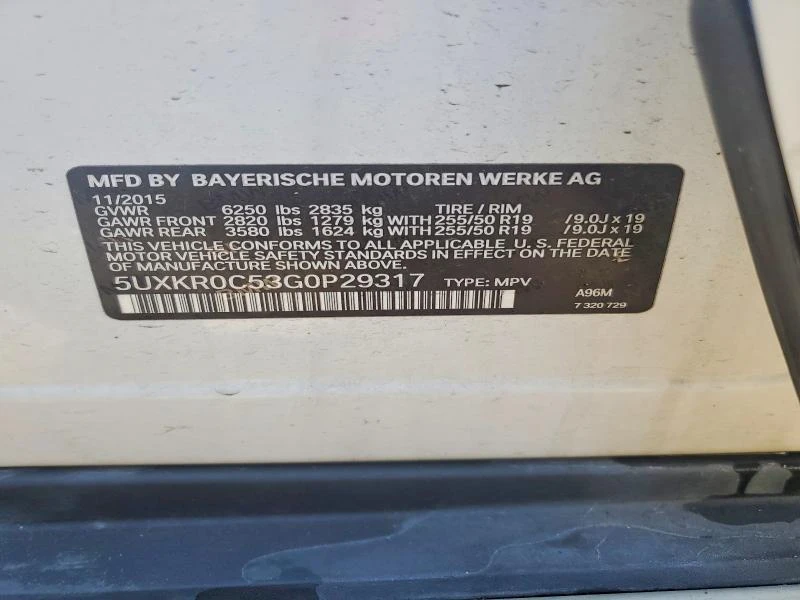 MFD BY BAYERISCHE MOTOREN WERKE AG
11/2015
GVWR 6250 lbs 2835 kg TIRE / RIM
GAWR FRONT 2820 lbs 1279 kg WITH 255/50 R19 /9.0J x 19
GAWR REAR 3580 lbs 1624 kg WITH 255/50 R19 /9.0J x 19
THIS VEHICLE CONFORMS TO ALL APPLICABLE U. S. FEDERAL
MOTOR VEHICLE SAFETY STANDARDS IN EFFECT ON THE DATE
OF MANUFACTURE SHOWN ABOVE.
5UXKR0C53G0P29317 TYPE: MPV
A96M
7 320 729